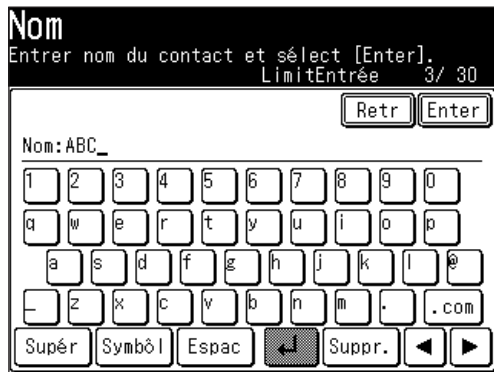 Nom
Entrer nom du contact et sélect [Enter].
LimitEntrée 3/ 30
Retr Enter
Nom:ABC_
1 2 3 4 5 6 7 8 9 0
q w e r t y u i o p
a s d f g h j k l @
_ z x c v b n m . .com
Supér Symbôl Espac ↵ Suppr. ◄ ►